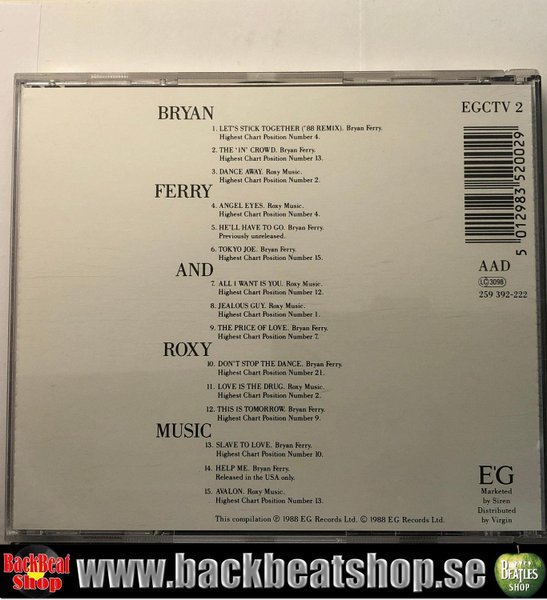 BRYAN
EGCTV 2
1. LET'S STICK TOGETHER ('88 REMIX). Bryan Ferry.
Highest Chart Position Number 4.
2. THE 'IN' CROWD. Bryan Ferry.
Highest Chart Position Number 13.
3. DANCE AWAY. Roxy Music.
Highest Chart Position Number 2.
FERRY
4. ANGEL EYES. Roxy Music.
Highest Chart Position Number 4.
5. HE'LL HAVE TO GO. Bryan Ferry.
Previously unreleased.
6. TOKYO JOE. Bryan Ferry.
Highest Chart Position Number 15.
5 012983 520029
AND
AAD
7. ALL I WANT IS YOU. Roxy Music.
Highest Chart Position Number 12.
LC 3098
8. JEALOUS GUY. Roxy Music.
Highest Chart Position Number 1.
259 392-222
9. THE PRICE OF LOVE. Bryan Ferry.
Highest Chart Position Number 7.
ROXY
10. DON'T STOP THE DANCE. Bryan Ferry.
Highest Chart Position Number 21.
11. LOVE IS THE DRUG. Roxy Music.
Highest Chart Position Number 2.
12. THIS IS TOMORROW. Bryan Ferry.
Highest Chart Position Number 9.
MUSIC
13. SLAVE TO LOVE. Bryan Ferry.
Highest Chart Position Number 10.
14. HELP ME. Bryan Ferry.
Released in the USA only.
15. AVALON. Roxy Music.
Highest Chart Position Number 13.
E'G
Marketed
by Siren
Distributed
by Virgin
This compilation ℗ 1988 E'G Records Ltd. © 1988 E'G Records Ltd.
BackBeat
Shop
www.backbeatshop.se
BEATLES
SHOP